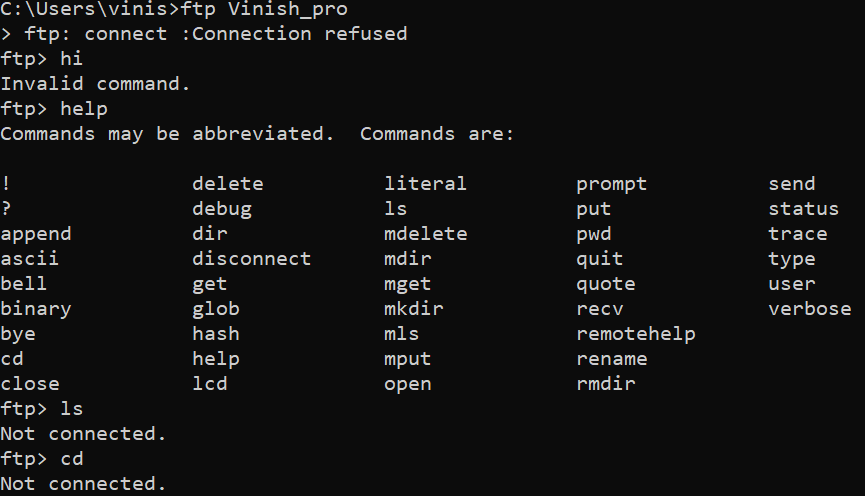 C:\Users\vinis>ftp Vinish_pro
> ftp: connect :Connection refused
ftp> hi
Invalid command.
ftp> help
Commands may be abbreviated.  Commands are:

!               delete          literal         prompt          send
?               debug           ls              put             status
append          dir             mdelete         pwd             trace
ascii           disconnect      mdir            quit            type
bell            get             mget            quote           user
binary          glob            mkdir           recv            verbose
bye             hash            mls             remotehelp
cd              help            mput            rename
close           lcd             open            rmdir
ftp> ls
Not connected.
ftp> cd
Not connected.